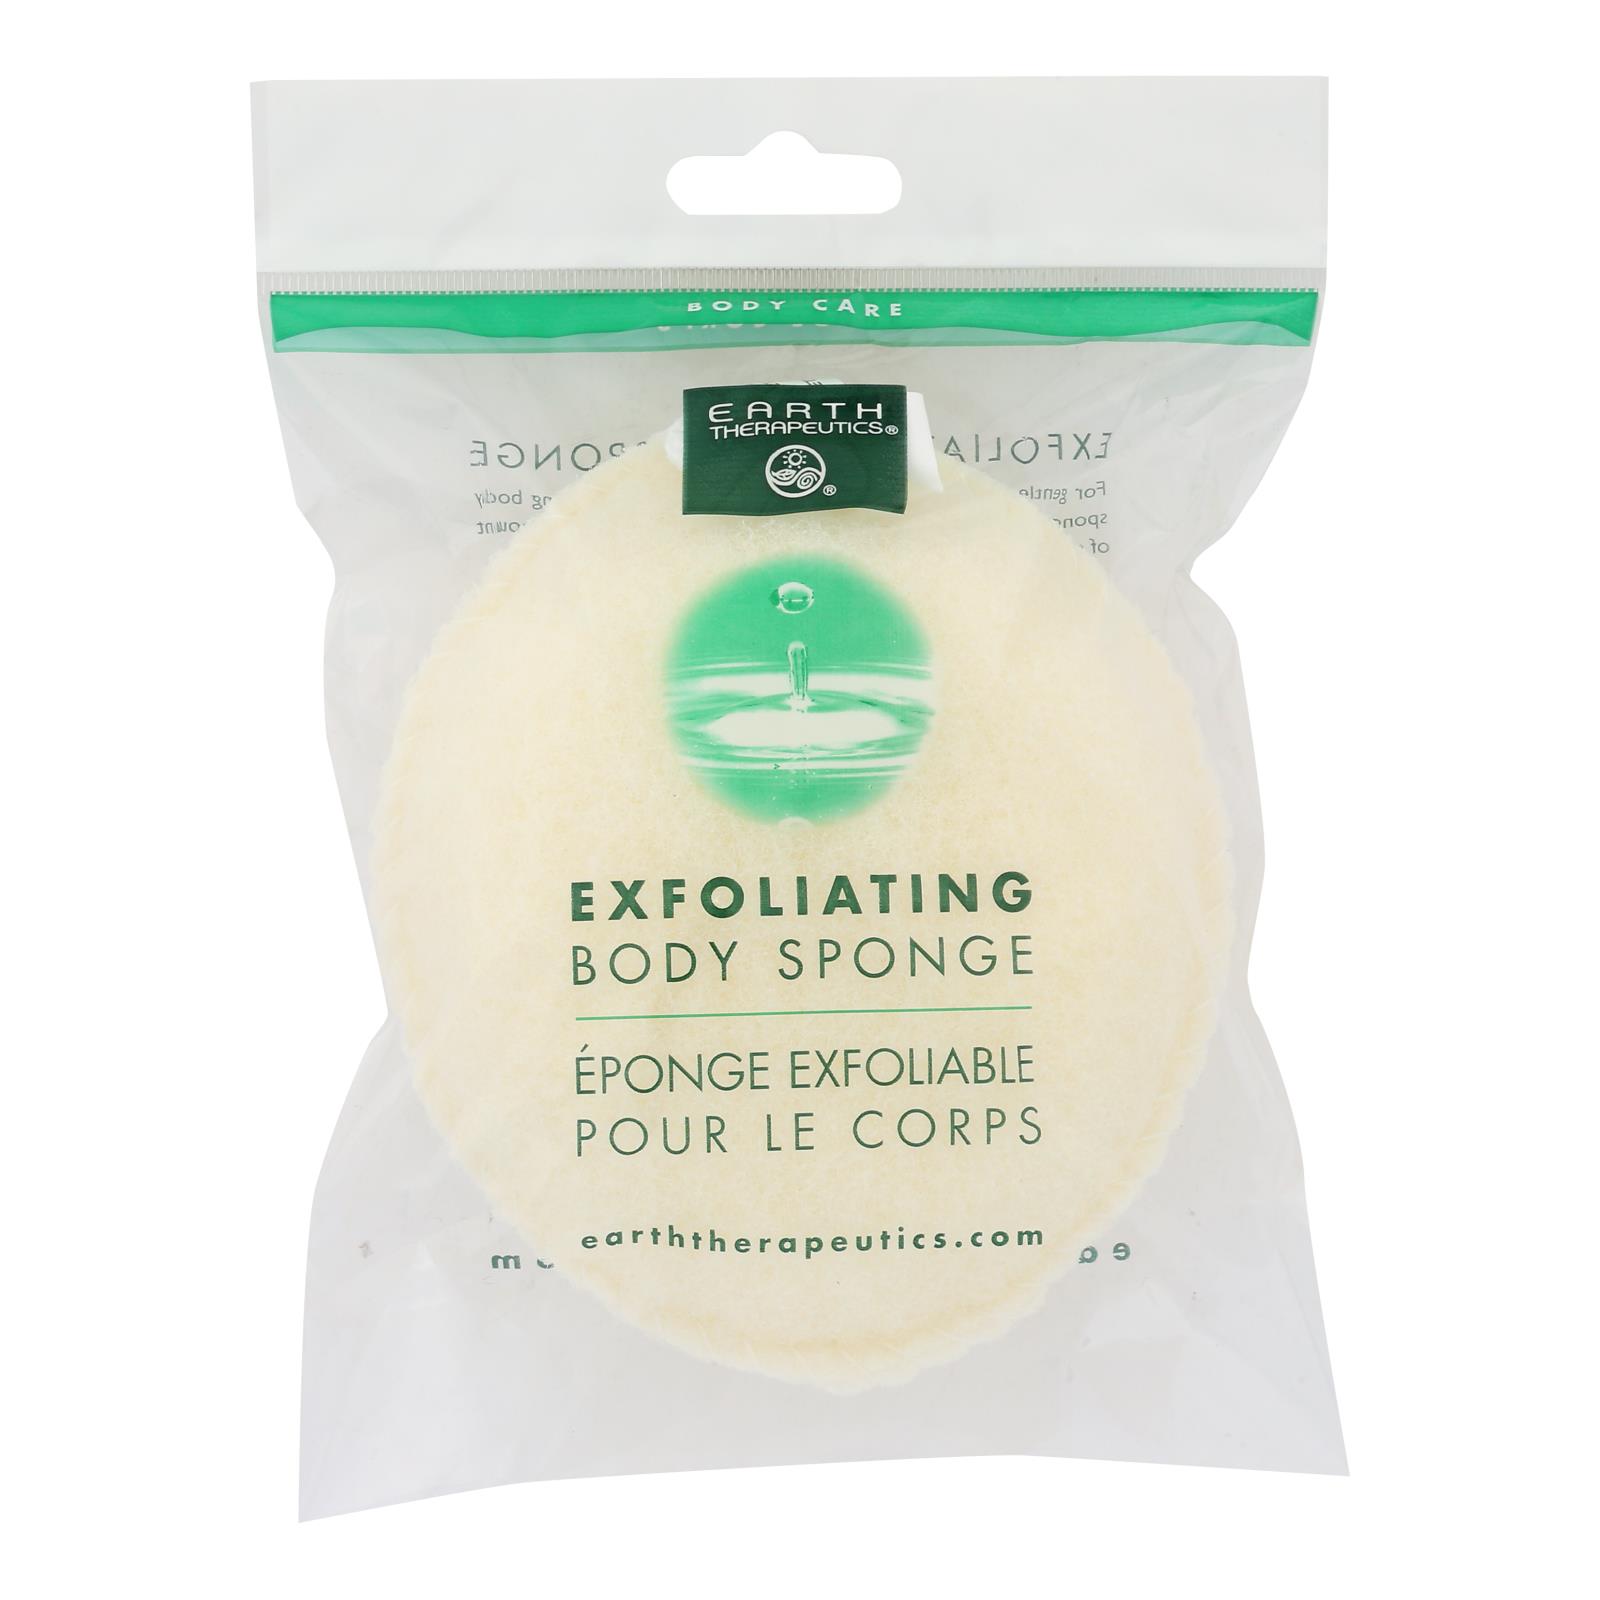 BODY CARE
EARTH
THERAPEUTICS®
®
EXFOLIATING
BODY SPONGE
ÉPONGE EXFOLIABLE
POUR LE CORPS
earththerapeutics.com